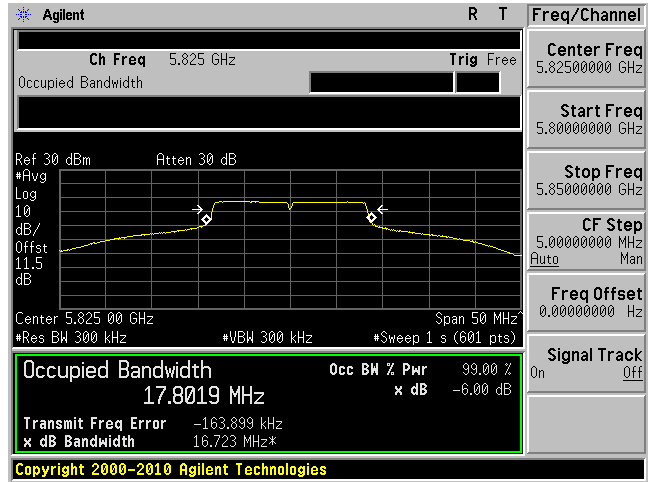 Agilent R T
Ch Freq 5.825 GHz Trig Free
Occupied Bandwidth
Ref 30 dBm Atten 30 dB
#Avg
Log
10
dB/
Offst
11.5
dB
Center 5.825 00 GHz Span 50 MHz^
#Res BW 300 kHz #VBW 300 kHz #Sweep 1 s (601 pts)
Occupied Bandwidth Occ BW % Pwr 99.00 %
17.8019 MHz x dB -6.00 dB
Transmit Freq Error -163.899 kHz
x dB Bandwidth 16.723 MHz*
Copyright 2000-2010 Agilent Technologies
Freq/Channel
Center Freq
5.82500000 GHz
Start Freq
5.80000000 GHz
Stop Freq
5.85000000 GHz
CF Step
5.00000000 MHz
Auto Man
Freq Offset
0.00000000 Hz
Signal Track
On Off